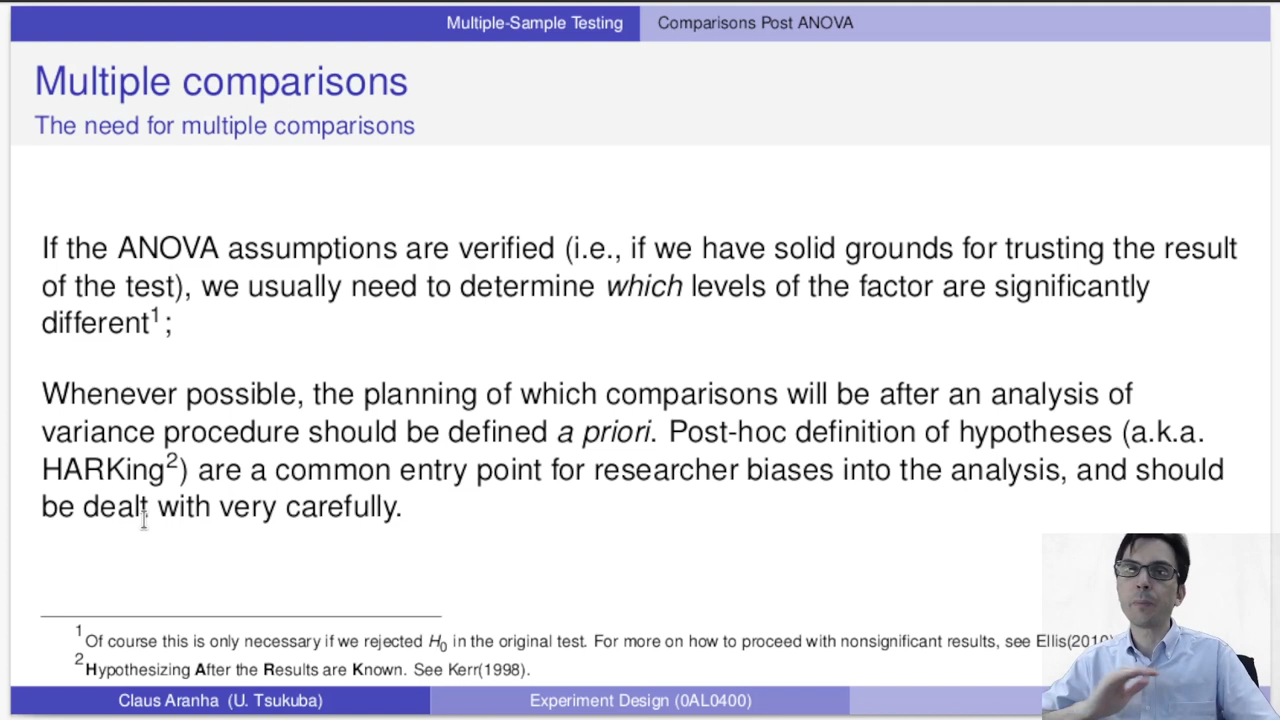 Multiple-Sample Testing Comparisons Post ANOVA
Multiple comparisons
The need for multiple comparisons
If the ANOVA assumptions are verified (i.e., if we have solid grounds for trusting the result
of the test), we usually need to determine which levels of the factor are significantly
different1;
Whenever possible, the planning of which comparisons will be after an analysis of
variance procedure should be defined a priori. Post-hoc definition of hypotheses (a.k.a.
HARKing2) are a common entry point for researcher biases into the analysis, and should
be dealt with very carefully.
1Of course this is only necessary if we rejected H0 in the original test. For more on how to proceed with nonsignificant results, see Ellis(2010)
2Hypothesizing After the Results are Known. See Kerr(1998).
Claus Aranha (U. Tsukuba) Experiment Design (0AL0400)